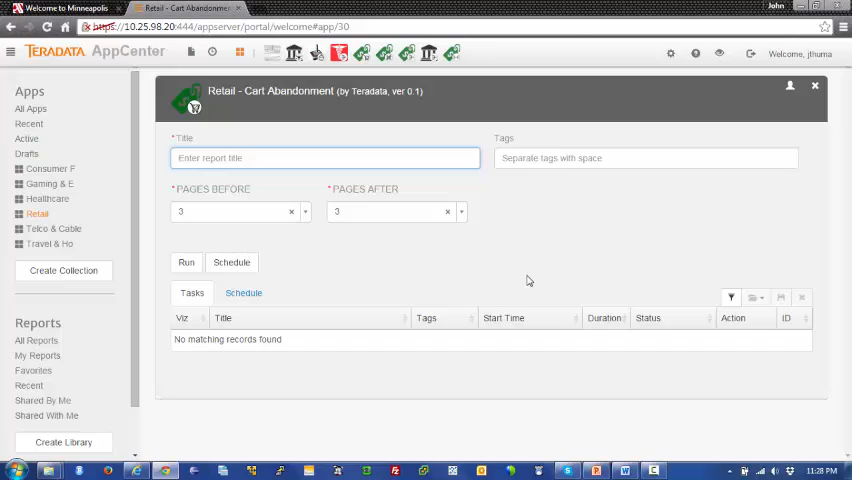 Welcome to Minneapolis
Retail - Cart Abandonment
John
https://10.25.98.20:444/appserver/portal/welcome#app/30
TERADATA AppCenter
Welcome, jthuma
Apps
All Apps
Recent
Active
Drafts
Consumer F
Gaming & E
Healthcare
Retail
Telco & Cable
Travel & Ho
Create Collection
Reports
All Reports
My Reports
Favorites
Recent
Shared By Me
Shared With Me
Create Library
Retail - Cart Abandonment (by Teradata, ver 0.1)
* Title
Tags
Enter report title
Separate tags with space
* PAGES BEFORE
* PAGES AFTER
3
3
Run
Schedule
Tasks
Schedule
Viz Title Tags Start Time Duration Status Action ID
No matching records found
11:28 PM